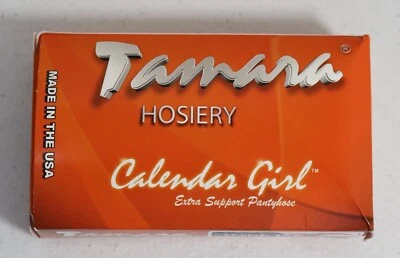 Tamara®
HOSIERY
MADE IN THE USA
Calendar Girl™
Extra Support Pantyhose